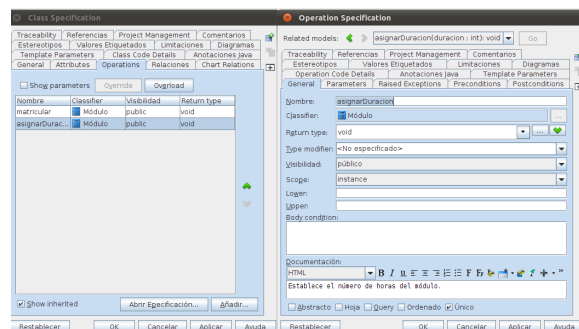 Class Specification
Traceability Referencias Project Management Comentarios
Estereotipos Valores Etiquetados Limitaciones Diagramas
Template Parameters Class Code Details Anotaciones Java
General Attributes Operations Relaciones Chart Relations
Show parameters Override Overload
Nombre Classifier Visibilidad Return type
matricular Módulo public void
asignarDurac... Módulo public void
Show inherited Abrir Especificación... Añadir...
Restablecer OK Cancelar Aplicar Ayuda
Operation Specification
Related models: asignarDuracion(duracion : int): void Go
Traceability Referencias Project Management Comentarios
Estereotipos Valores Etiquetados Limitaciones Diagramas
Operation Code Details Anotaciones Java Template Parameters
General Parameters Raised Exceptions Preconditions Postconditions
Nombre: asignarDuracion
Classifier: Módulo ...
Return type: void ...
Type modifier: <No especificado>
Visibilidad: público
Scope: instance
Lower:
Upper:
Body condition:
Documentación:
HTML B I U
Establece el número de horas del módulo.
Abstracto Hoja Query Ordenado Único
Restablecer OK Cancelar Aplicar Ayuda